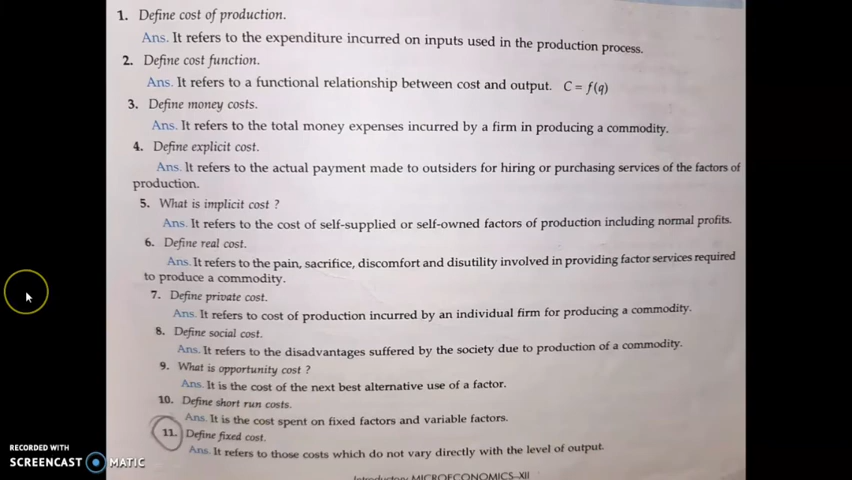 1. Define cost of production.
Ans. It refers to the expenditure incurred on inputs used in the production process.
2. Define cost function.
Ans. It refers to a functional relationship between cost and output. C = f(q)
3. Define money costs.
Ans. It refers to the total money expenses incurred by a firm in producing a commodity.
4. Define explicit cost.
Ans. It refers to the actual payment made to outsiders for hiring or purchasing services of the factors of
production.
5. What is implicit cost ?
Ans. It refers to the cost of self-supplied or self-owned factors of production including normal profits.
6. Define real cost.
Ans. It refers to the pain, sacrifice, discomfort and disutility involved in providing factor services required
to produce a commodity.
7. Define private cost.
Ans. It refers to cost of production incurred by an individual firm for producing a commodity.
8. Define social cost.
Ans. It refers to the disadvantages suffered by the society due to production of a commodity.
9. What is opportunity cost ?
Ans. It is the cost of the next best alternative use of a factor.
10. Define short run costs.
Ans. It is the cost spent on fixed factors and variable factors.
11. Define fixed cost.
Ans. It refers to those costs which do not vary directly with the level of output.
Introductory MICROECONOMICS-XII
RECORDED WITH
SCREENCAST MATIC